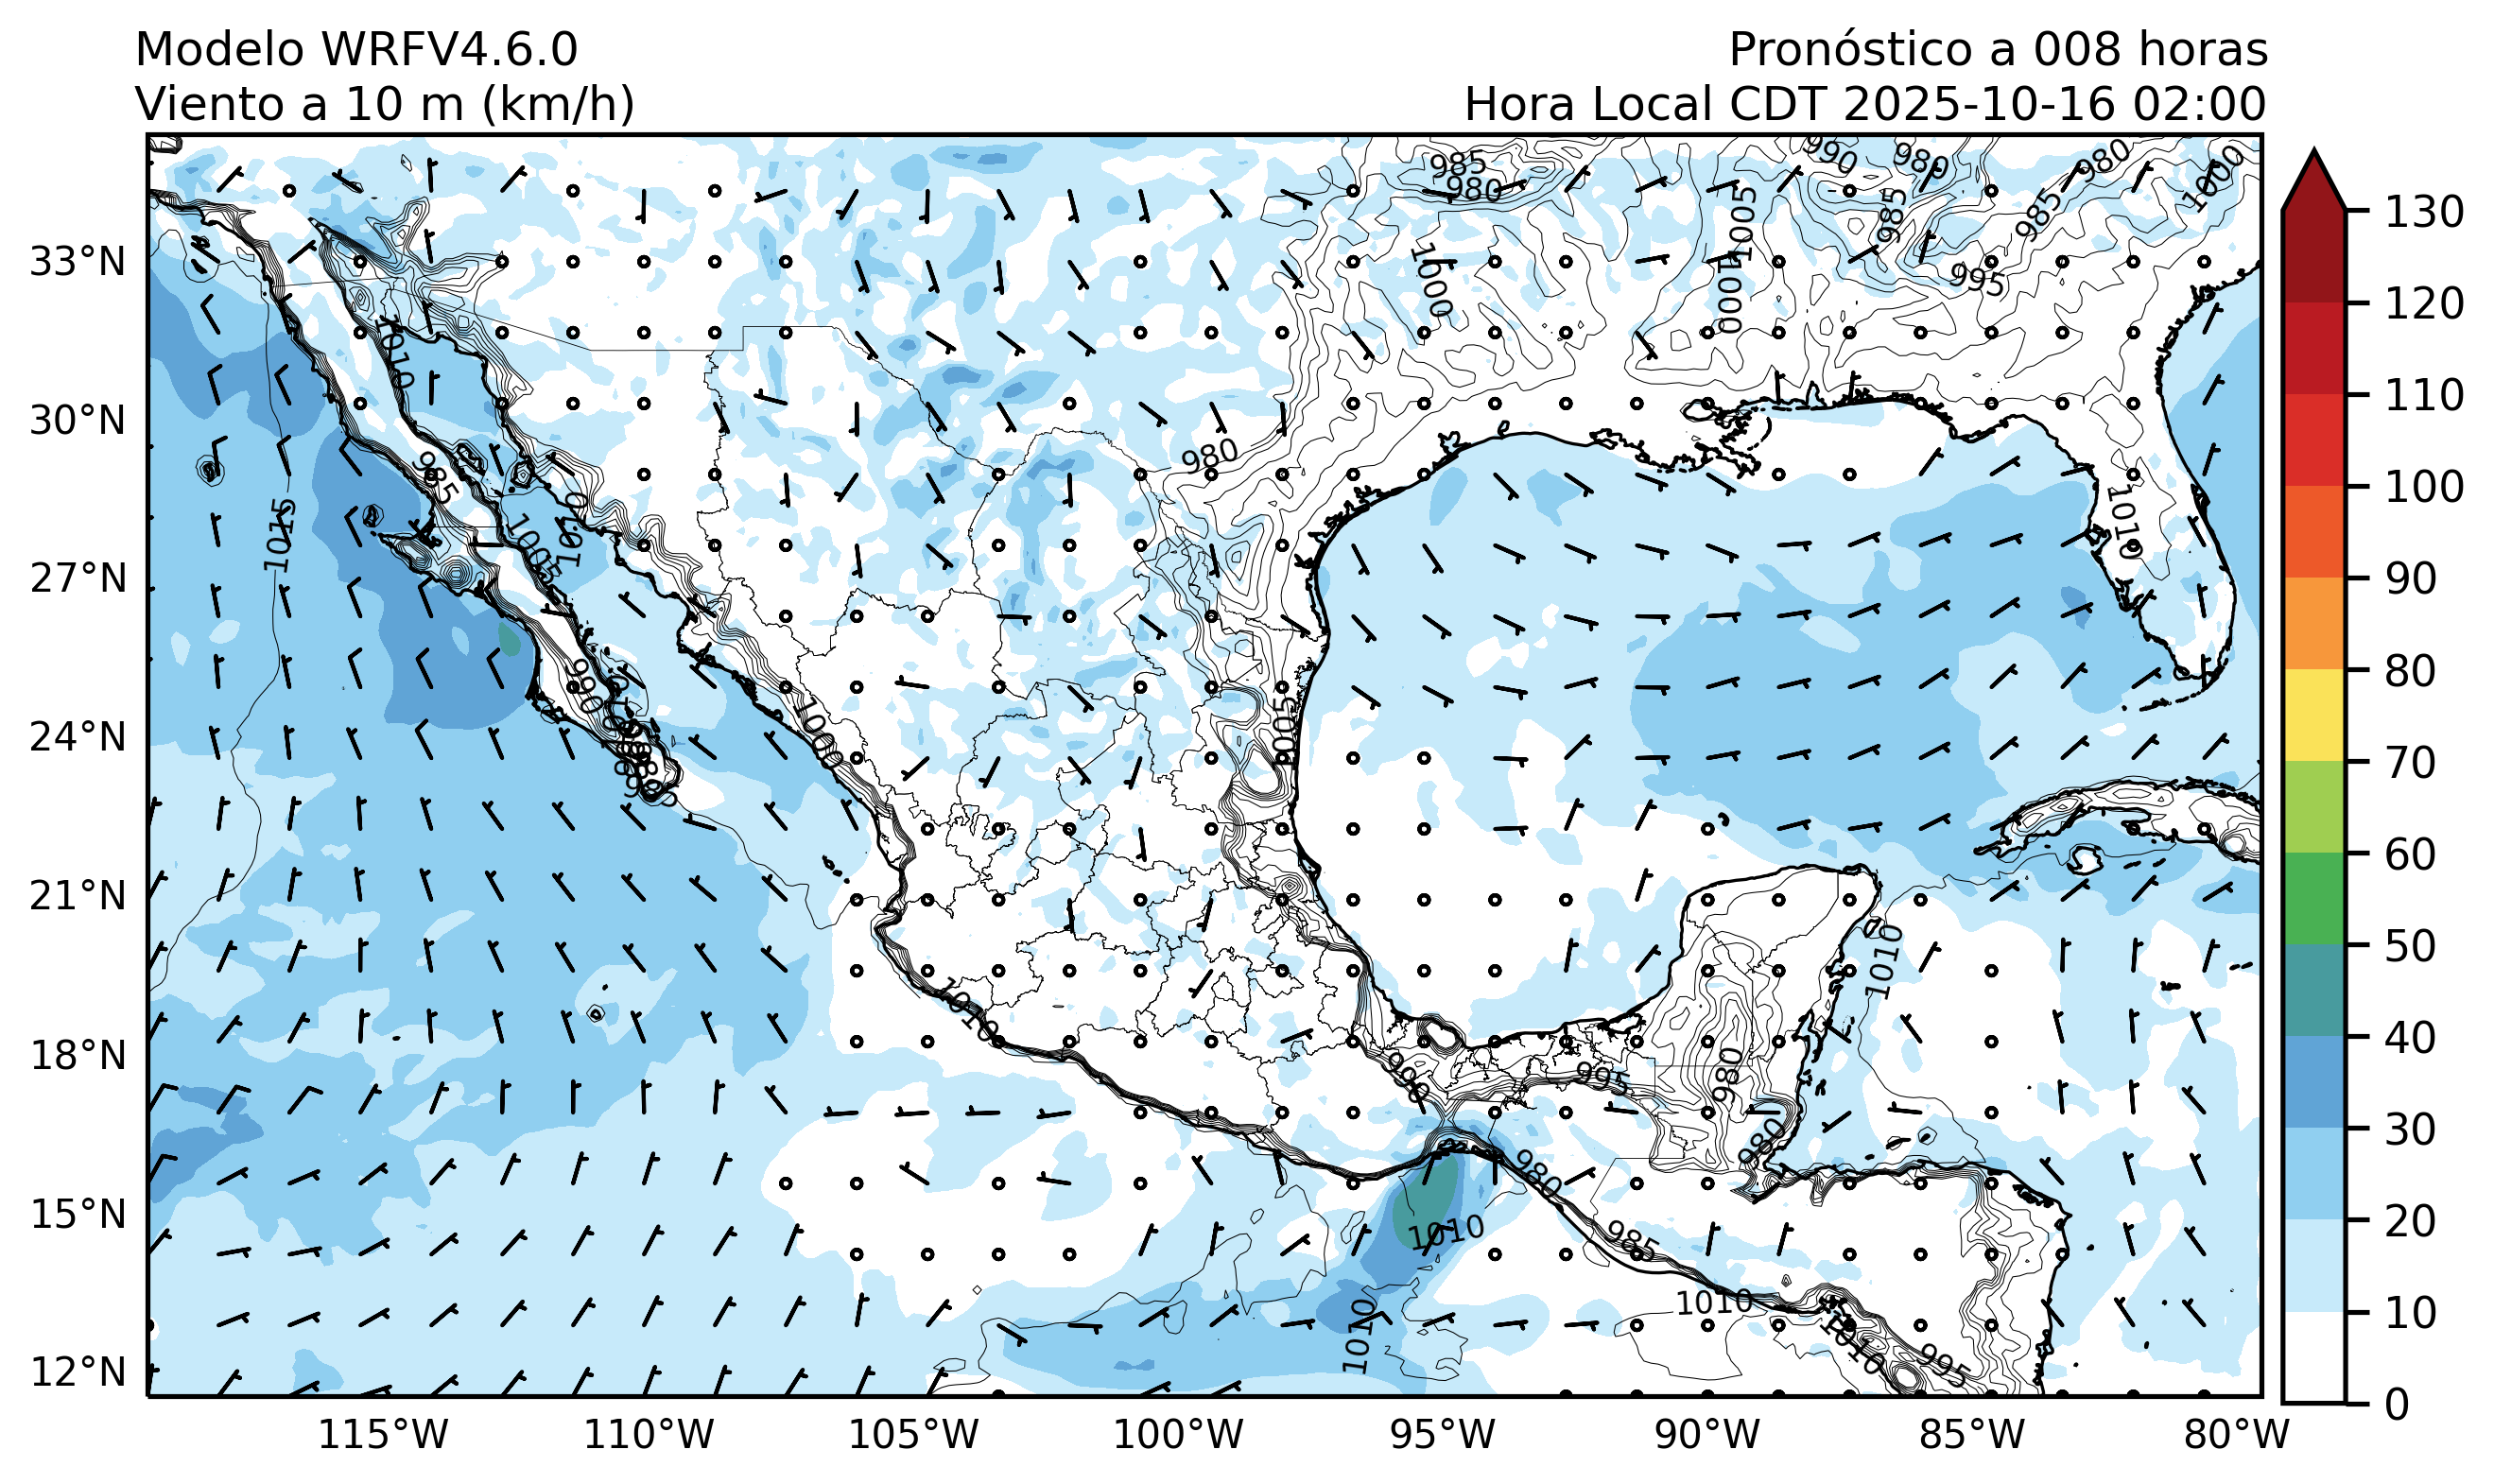 Modelo WRFV4.6.0
Pronóstico a 008 horas
Viento a 10 m (km/h)
Hora Local CDT 2025-10-16 02:00
33°N
30°N
27°N
24°N
21°N
18°N
15°N
12°N
115°W
110°W
105°W
100°W
95°W
90°W
85°W
80°W
130
120
110
100
90
80
70
60
50
40
30
20
10
0
985
980
990
980
980
1000
1005
985
985
1000
1000
995
1010
980
985
1015
1005
1010
1010
990
1000
1005
1010
1010
990
995
980
980
980
1010
985
1010
1010
1010
995